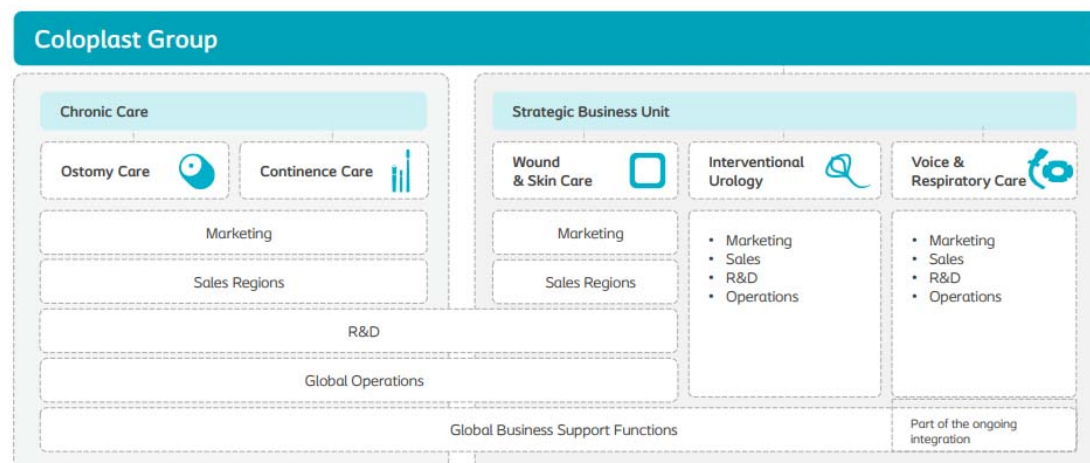 Coloplast Group
Chronic Care
Strategic Business Unit
Ostomy Care
Continence Care
Wound
& Skin Care
Interventional
Urology
Voice &
Respiratory Care
Marketing
Marketing
• Marketing
• Sales
• R&D
• Operations
• Marketing
• Sales
• R&D
• Operations
Sales Regions
Sales Regions
R&D
Global Operations
Global Business Support Functions
Part of the ongoing
integration